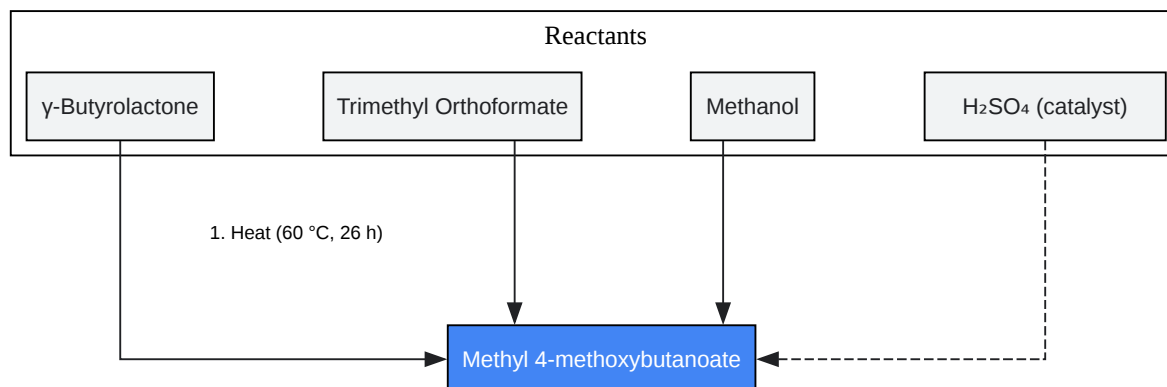 Reactants
γ-Butyrolactone
Trimethyl Orthoformate
Methanol
H₂SO₄ (catalyst)
1. Heat (60 °C, 26 h)
Methyl 4-methoxybutanoate